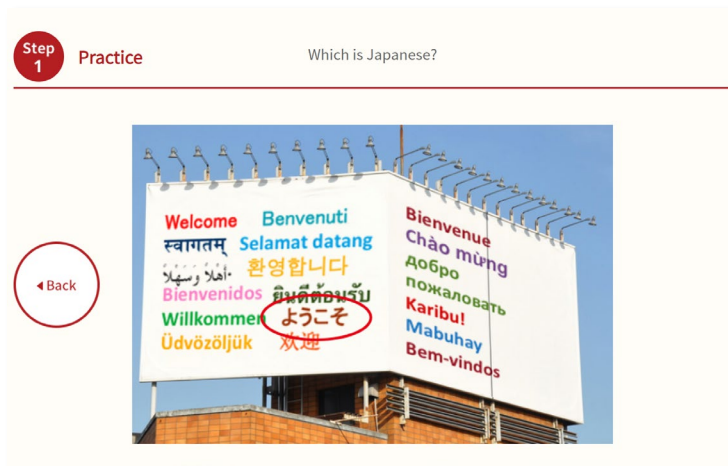 Step
1
Practice
Which is Japanese?
Back
Welcome
Benvenuti
स्वागतम्
Selamat datang
أهلاً وسهلاً
환영합니다
Bienvenidos
ยินดีต้อนรับ
Willkommen
ようこそ
Üdvözöljük
欢迎
Bienvenue
Chào mừng
добро
пожаловать
Karibu!
Mabuhay
Bem-vindos